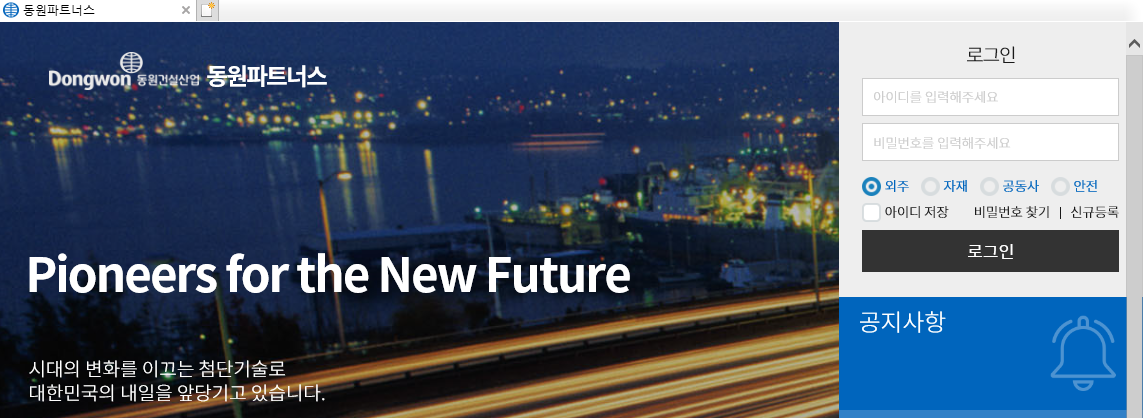 동원파트너스
Dongwon 동원건설산업 동원파트너스
Pioneers for the New Future
시대의 변화를 이끄는 첨단기술로
대한민국의 내일을 앞당기고 있습니다.
로그인
아이디를 입력해주세요
비밀번호를 입력해주세요
외주 자재 공동사 안전
아이디 저장 비밀번호 찾기 | 신규등록
로그인
공지사항